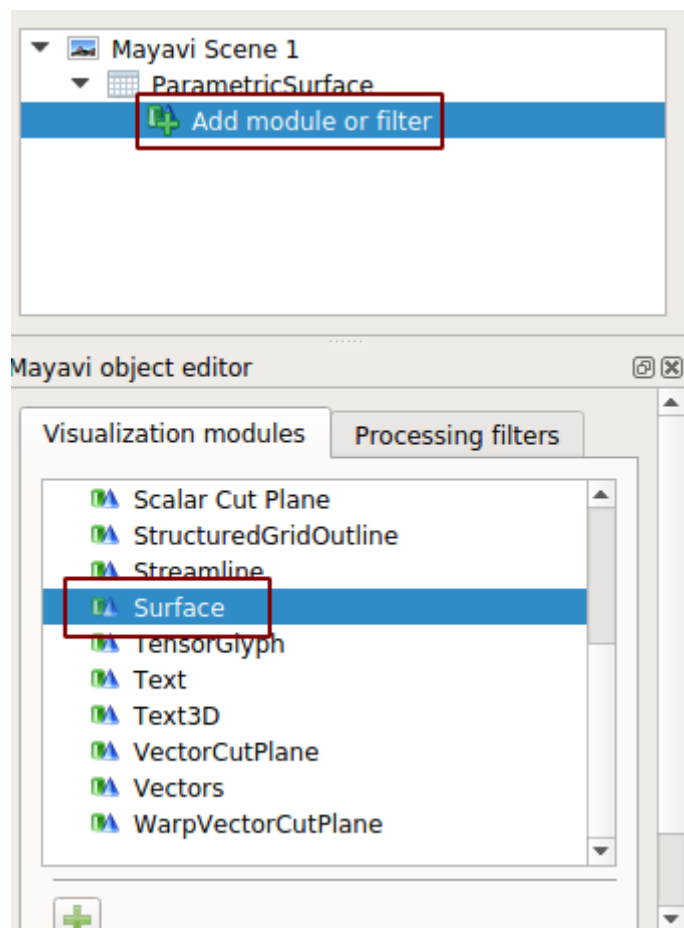 Mayavi Scene 1
ParametricSurface
Add module or filter
Mayavi object editor
Visualization modules
Processing filters
Scalar Cut Plane
StructuredGridOutline
Streamline
Surface
TensorGlyph
Text
Text3D
VectorCutPlane
Vectors
WarpVectorCutPlane